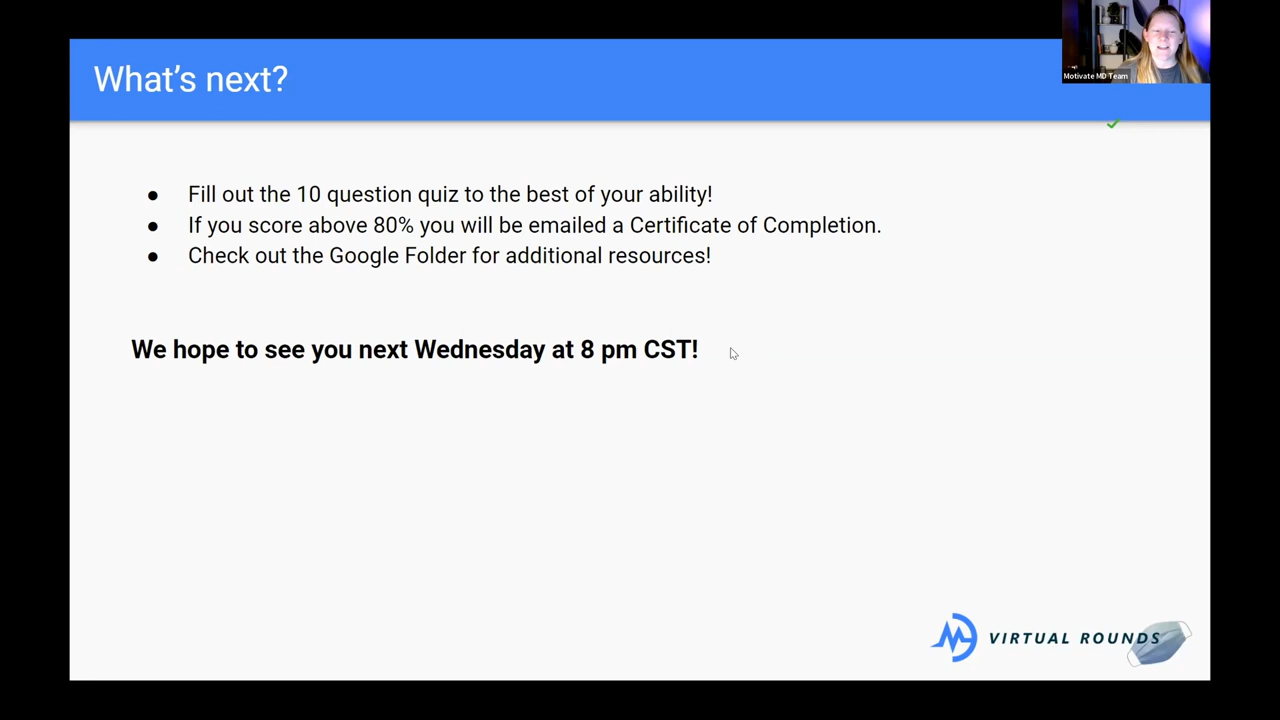 What's next?
Motivate MD Team
● Fill out the 10 question quiz to the best of your ability!
● If you score above 80% you will be emailed a Certificate of Completion.
● Check out the Google Folder for additional resources!
We hope to see you next Wednesday at 8 pm CST!
VIRTUAL ROUNDS